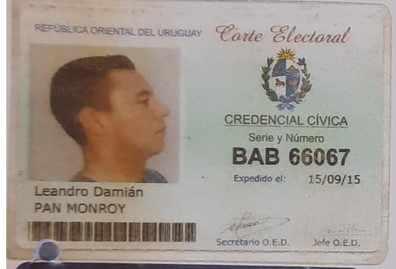 REPÚBLICA ORIENTAL DEL URUGUAY
Corte Electoral
CREDENCIAL CÍVICA
Serie y Número
BAB 66067
Expedido el: 15/09/15
Leandro Damián
PAN MONROY
Secretario O.E.D. Jefe O.E.D.